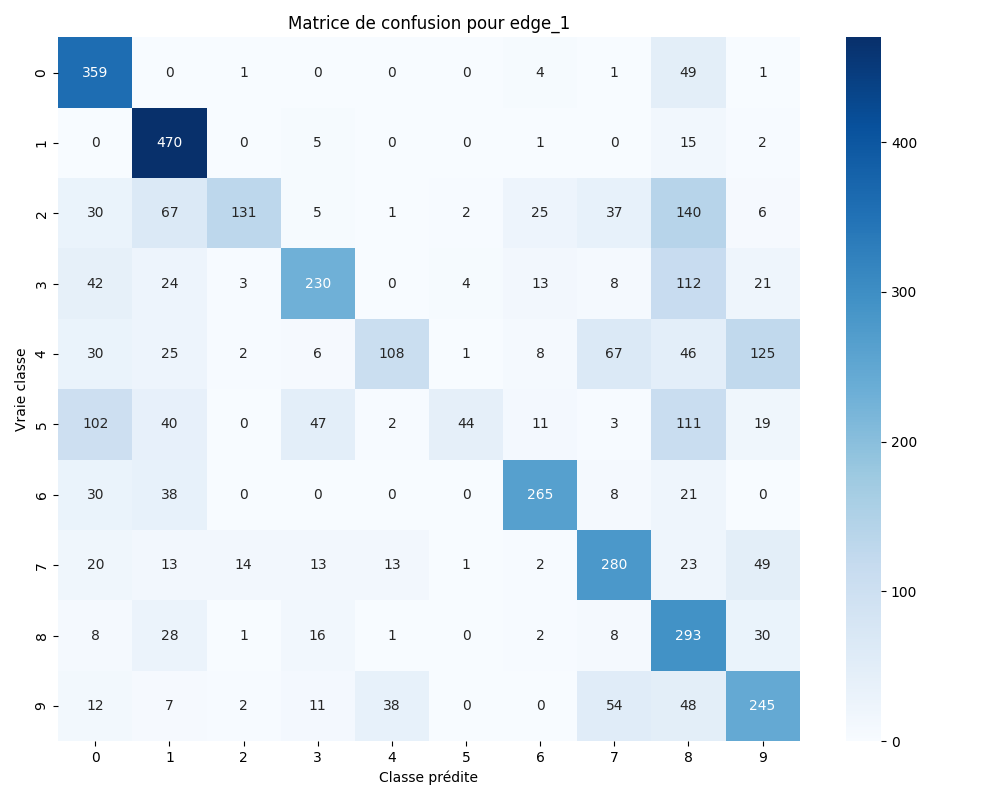 Matrice de confusion pour edge_1
0 359 0 1 0 0 0 4 1 49 1
1 0 470 0 5 0 0 1 0 15 2
2 30 67 131 5 1 2 25 37 140 6
3 42 24 3 230 0 4 13 8 112 21
4 30 25 2 6 108 1 8 67 46 125
5 102 40 0 47 2 44 11 3 111 19
6 30 38 0 0 0 0 265 8 21 0
7 20 13 14 13 13 1 2 280 23 49
8 8 28 1 16 1 0 2 8 293 30
9 12 7 2 11 38 0 0 54 48 245
0 1 2 3 4 5 6 7 8 9
Classe prédite
Vraie classe
400
300
200
100
0